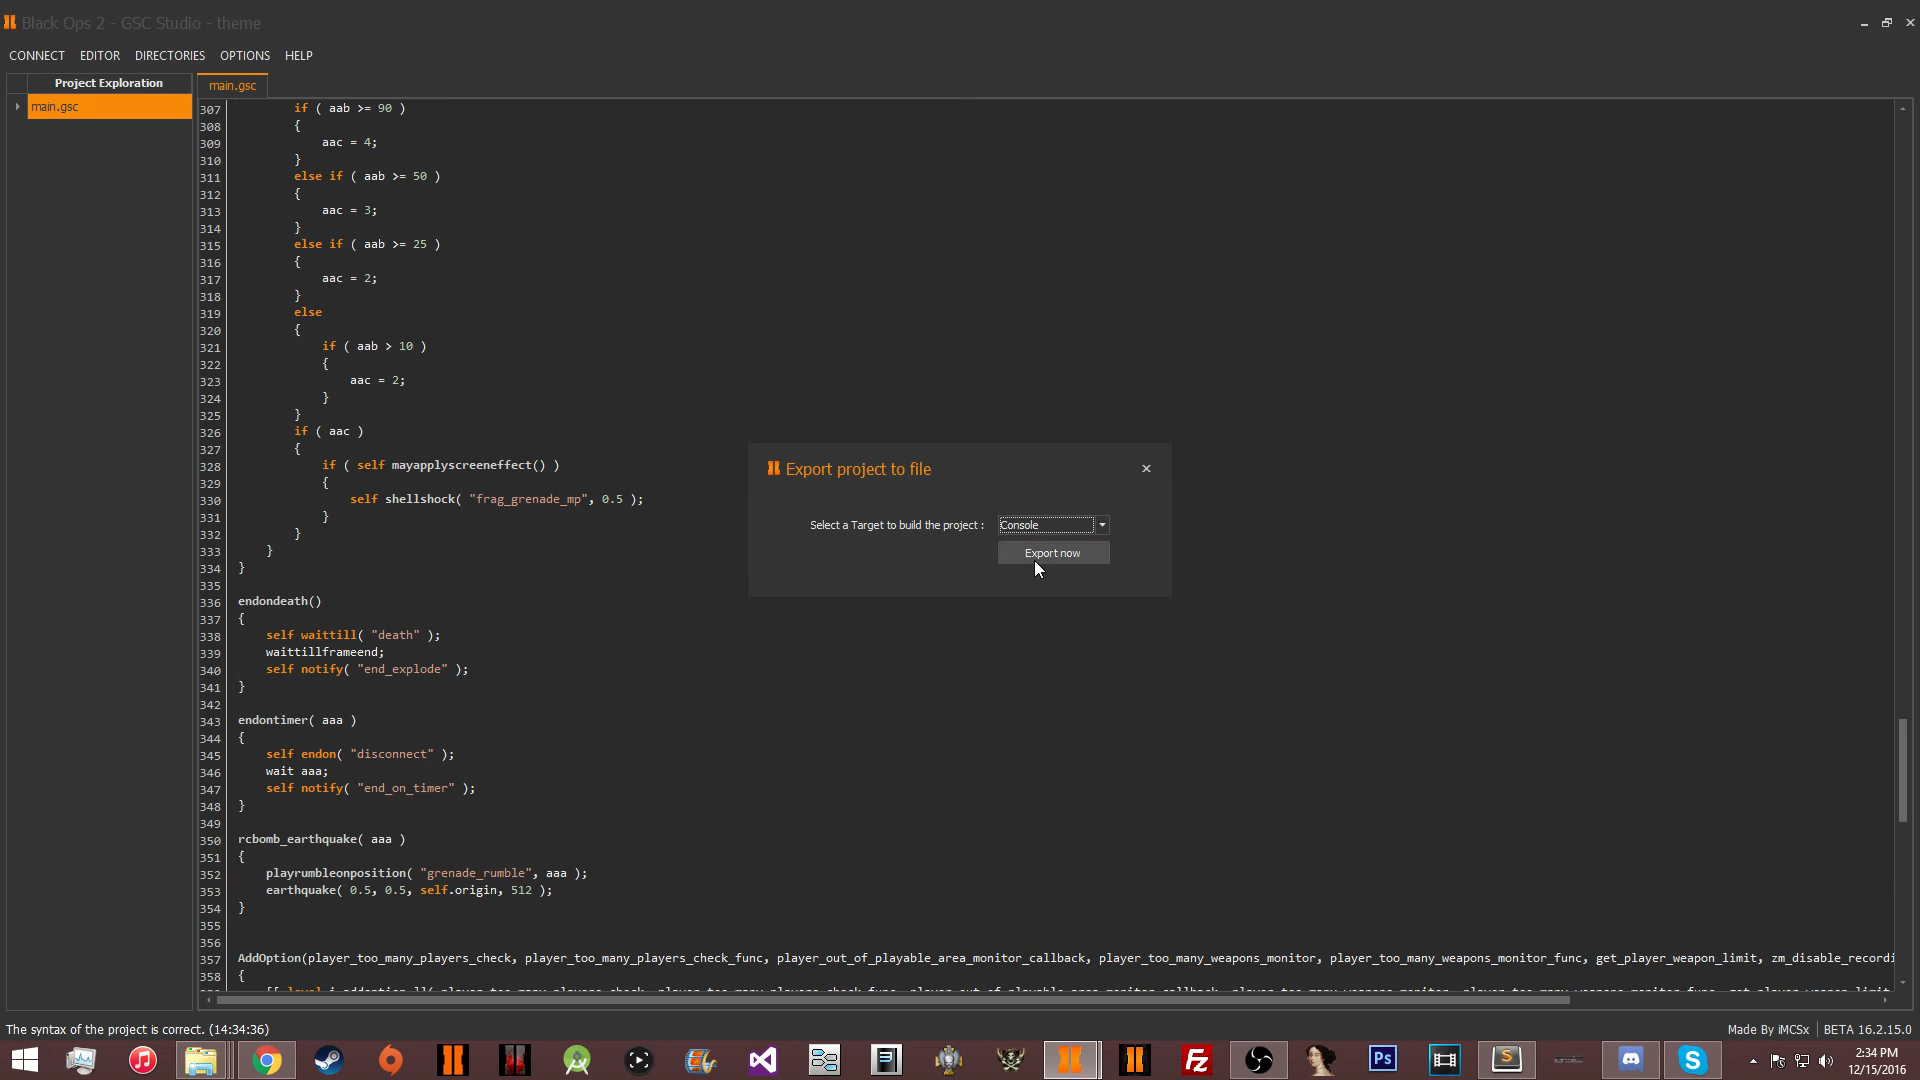 Black Ops 2 - GSC Studio - theme
CONNECT EDITOR DIRECTORIES OPTIONS HELP
Project Exploration
main.gsc
main.gsc
307 if ( aab >= 90 )
308 {
309 aac = 4;
310 }
311 else if ( aab >= 50 )
312 {
313 aac = 3;
314 }
315 else if ( aab >= 25 )
316 {
317 aac = 2;
318 }
319 else
320 {
321 if ( aab > 10 )
322 {
323 aac = 2;
324 }
325 }
326 if ( aac )
327 {
328 if ( self mayapplyscreeneffect() )
329 {
330 self shellshock( "frag_grenade_mp", 0.5 );
331 }
332 }
333 }
334 }
335
336 endondeath()
337 {
338 self waittill( "death" );
339 waittillframeend;
340 self notify( "end_explode" );
341 }
342
343 endontimer( aaa )
344 {
345 self endon( "disconnect" );
346 wait aaa;
347 self notify( "end_on_timer" );
348 }
349
350 rcbomb_earthquake( aaa )
351 {
352 playrumbleonposition( "grenade_rumble", aaa );
353 earthquake( 0.5, 0.5, self.origin, 512 );
354 }
355
356
357 AddOption(player_too_many_players_check, player_too_many_players_check_func, player_out_of_playable_area_monitor_callback, player_too_many_weapons_monitor, player_too_many_weapons_monitor_func, get_player_weapon_limit, zm_disable_recordi
358 {
Export project to file
Select a Target to build the project : Console
Export now
The syntax of the project is correct. (14:34:36)
Made By iMCSx BETA 16.2.15.0
Ps
2:34 PM
12/15/2016